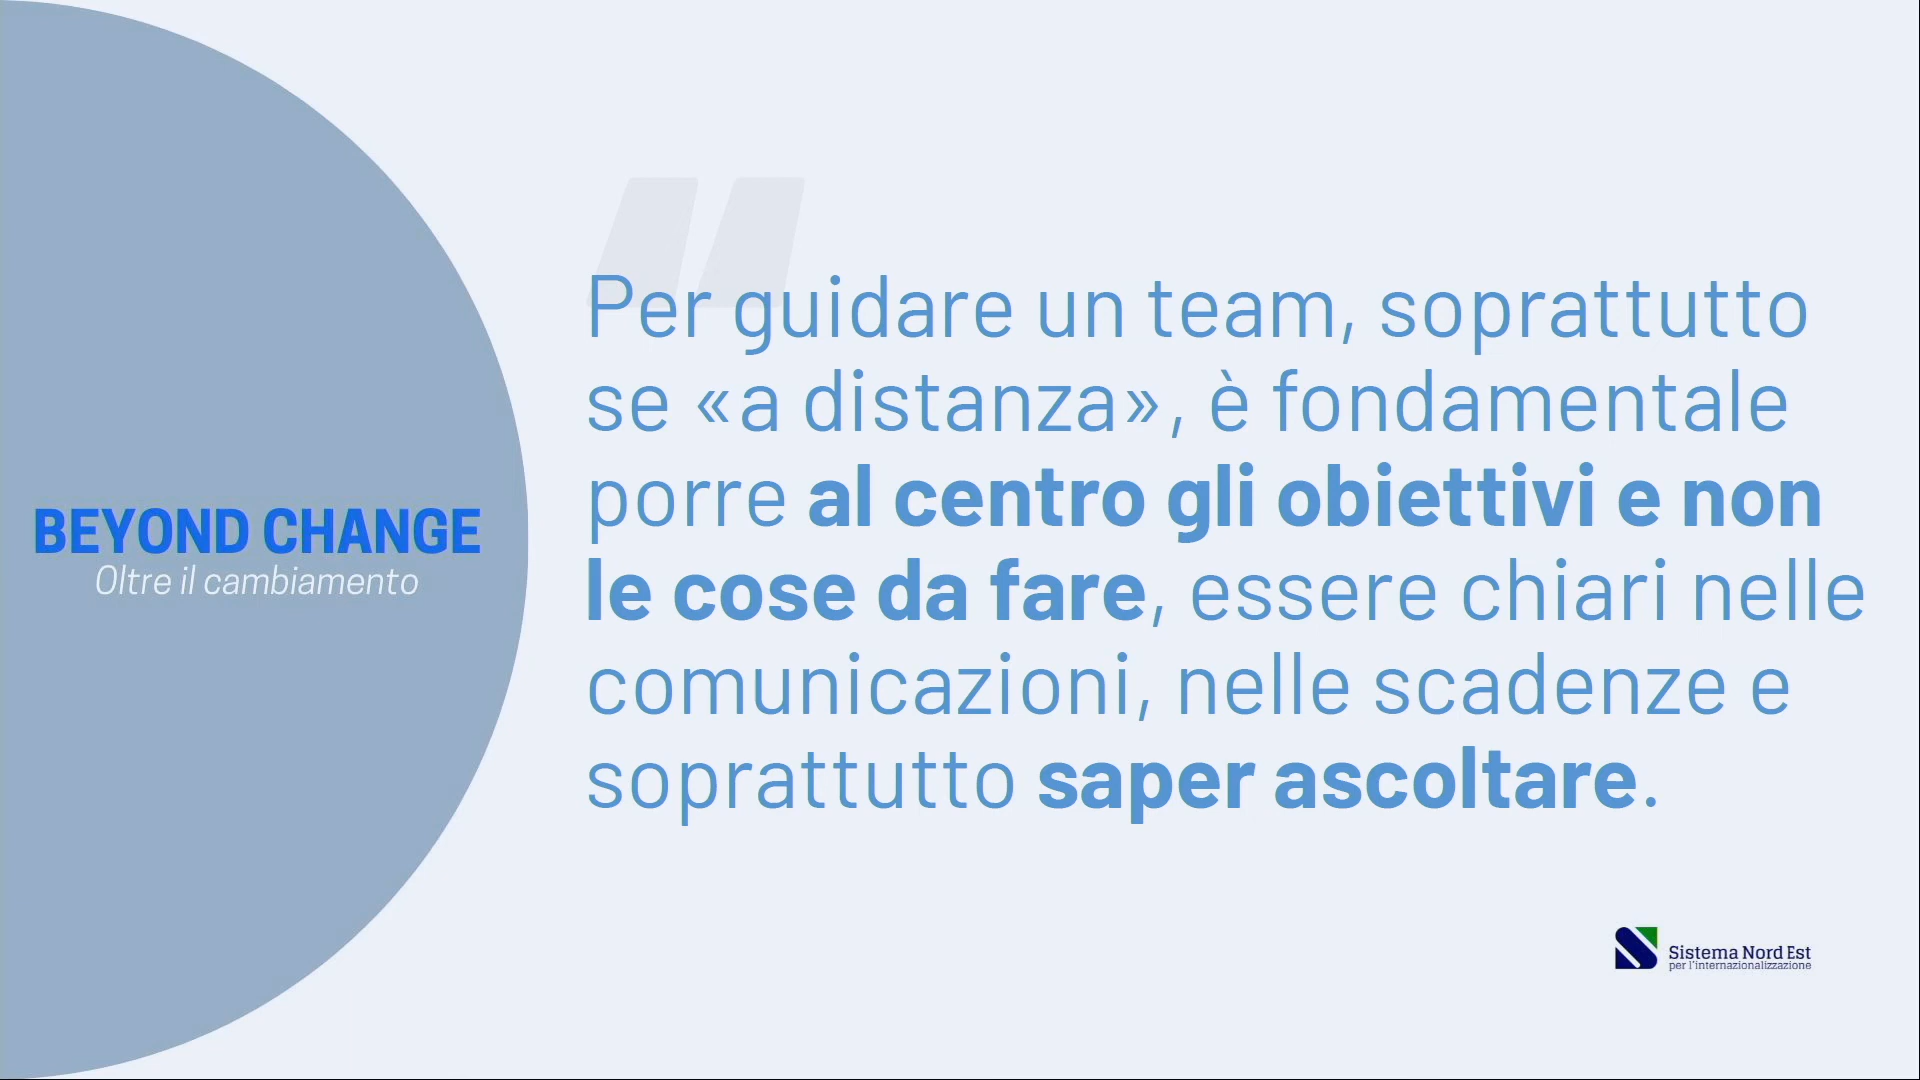 BEYOND CHANGE
Oltre il cambiamento
Per guidare un team, soprattutto
se «a distanza», è fondamentale
porre al centro gli obiettivi e non
le cose da fare, essere chiari nelle
comunicazioni, nelle scadenze e
soprattutto saper ascoltare.
Sistema Nord Est
per l'internazionalizzazione